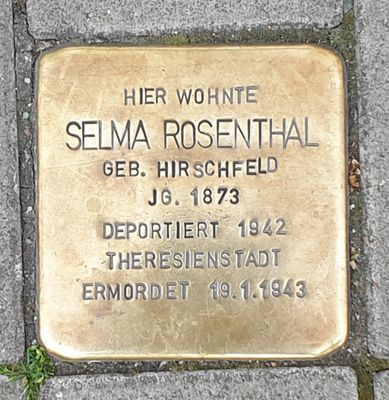 HIER WOHNTE
SELMA ROSENTHAL
GEB. HIRSCHFELD
JG. 1873
DEPORTIERT 1942
THERESIENSTADT
ERMORDET 19.1.1943